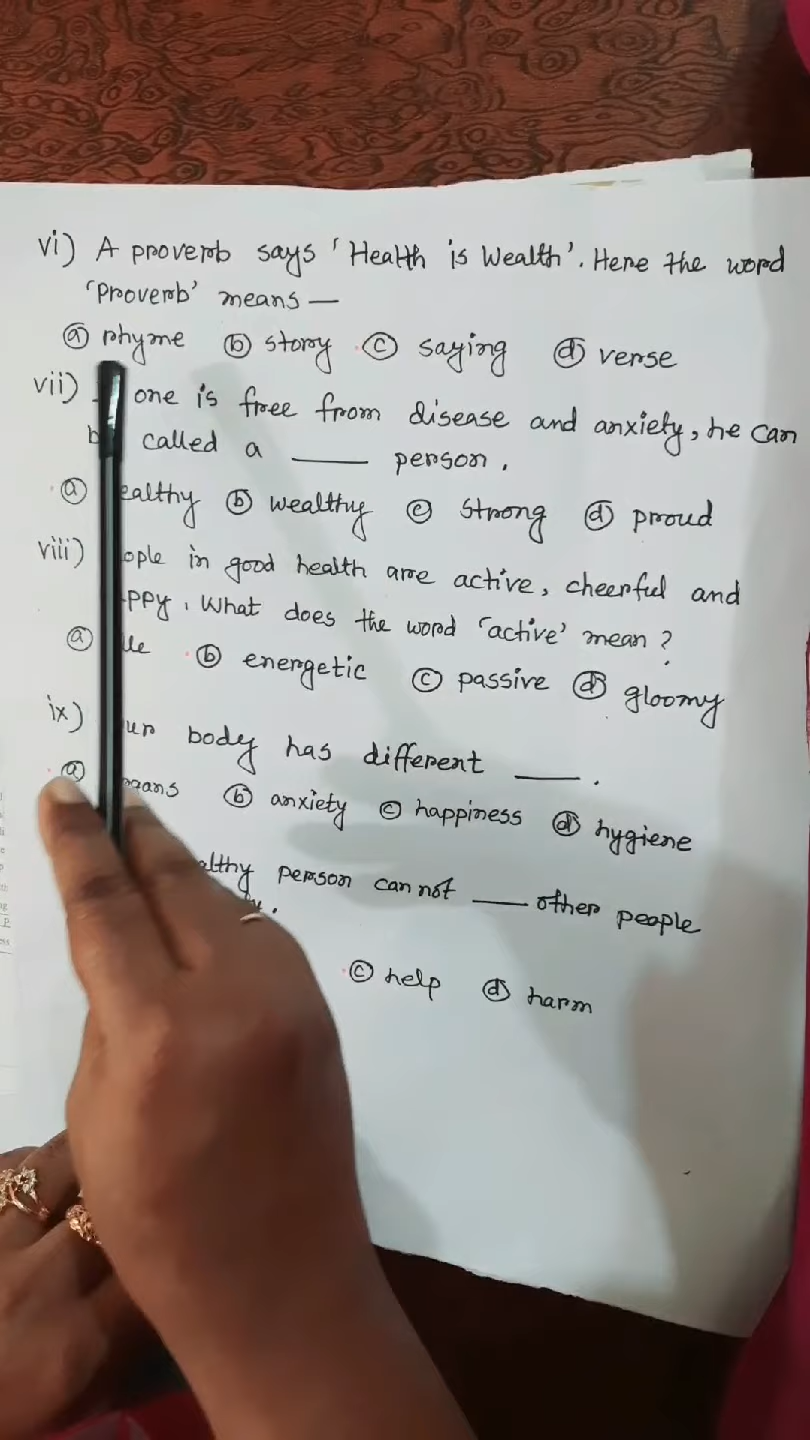 vi) A proverb says 'Health is Wealth'. Here the word
'Proverb' means —
ⓐ rhyme ⓑ story ⓒ saying ⓓ verse
vii) one is free from disease and anxiety, he can
called a ____ person.
ⓐ ealthy ⓑ wealthy ⓒ strong ⓓ proud
viii) ople in good health are active, cheerful and
ppy. What does the word 'active' mean ?
ⓐ ⓑ energetic ⓒ passive ⓓ gloomy
ix) ur body has different ____ .
ⓐ gans ⓑ anxiety ⓒ happiness ⓓ hygiene
althy person can not ____ other people
ⓒ help ⓓ harm